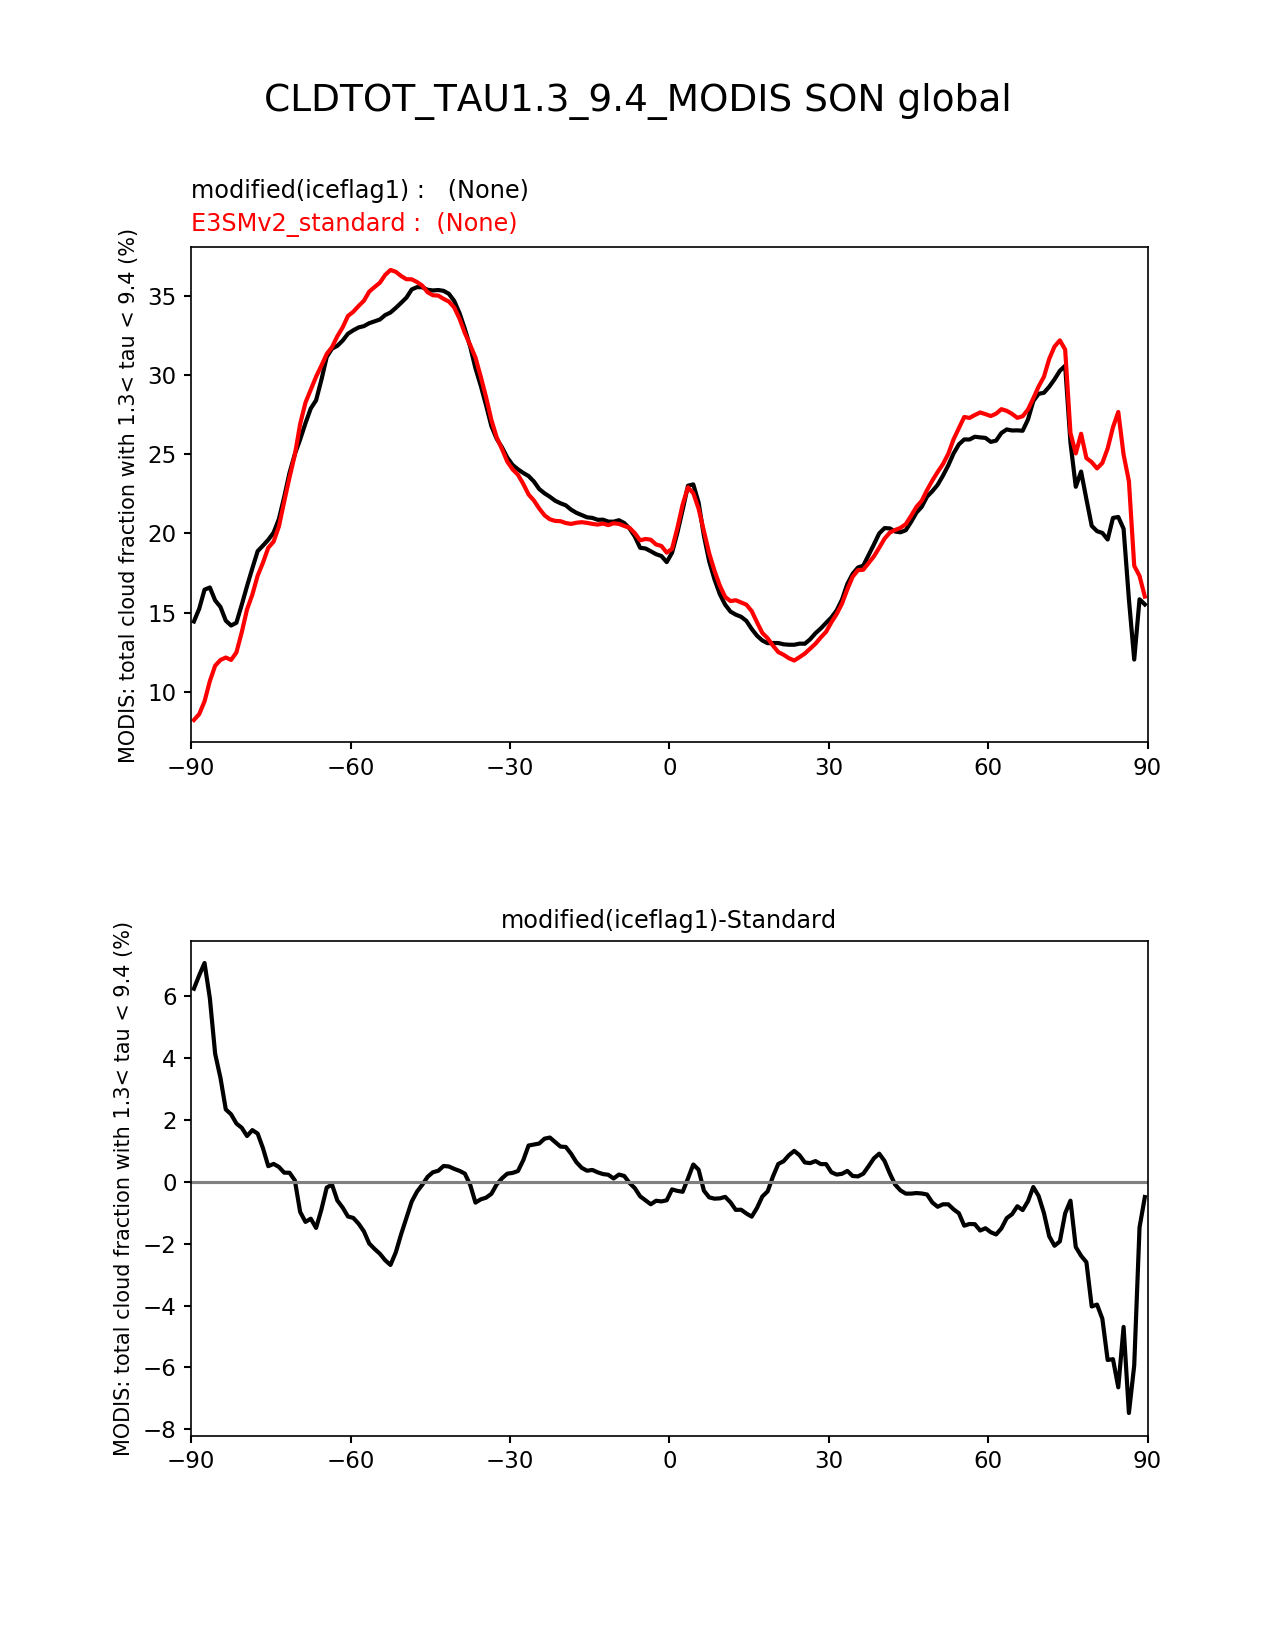 CLDTOT_TAU1.3_9.4_MODIS SON global
modified(iceflag1) :   (None)
E3SMv2_standard :  (None)
MODIS: total cloud fraction with 1.3< tau < 9.4 (%)
35
30
25
20
15
10
−90 −60 −30 0 30 60 90
modified(iceflag1)-Standard
MODIS: total cloud fraction with 1.3< tau < 9.4 (%)
6
4
2
0
−2
−4
−6
−8
−90 −60 −30 0 30 60 90